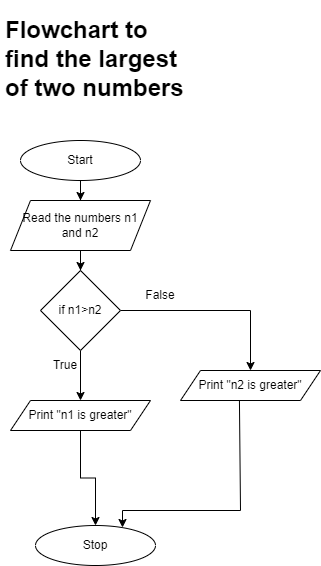 Flowchart to
find the largest
of two numbers
Start
Read the numbers n1
and n2
if n1>n2
False
True
Print "n2 is greater"
Print "n1 is greater"
Stop